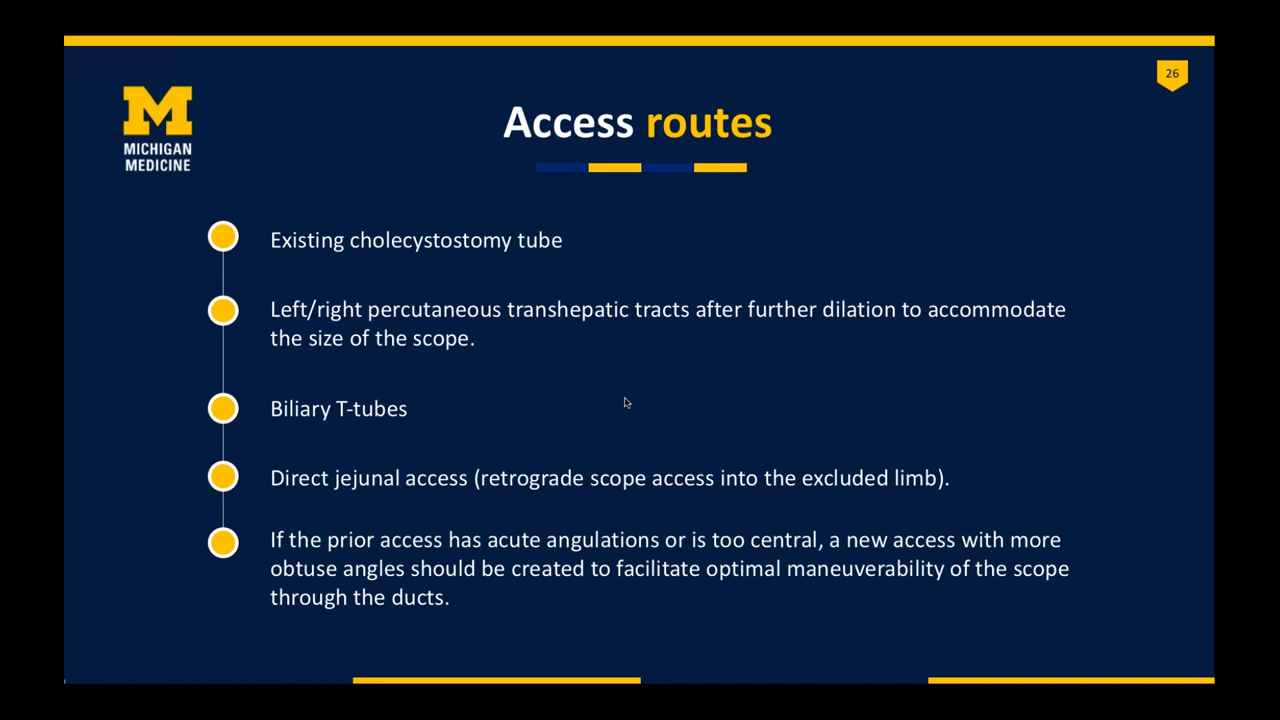 26
M
MICHIGAN
MEDICINE
Access routes
Existing cholecystostomy tube
Left/right percutaneous transhepatic tracts after further dilation to accommodate
the size of the scope.
Biliary T-tubes
Direct jejunal access (retrograde scope access into the excluded limb).
If the prior access has acute angulations or is too central, a new access with more
obtuse angles should be created to facilitate optimal maneuverability of the scope
through the ducts.